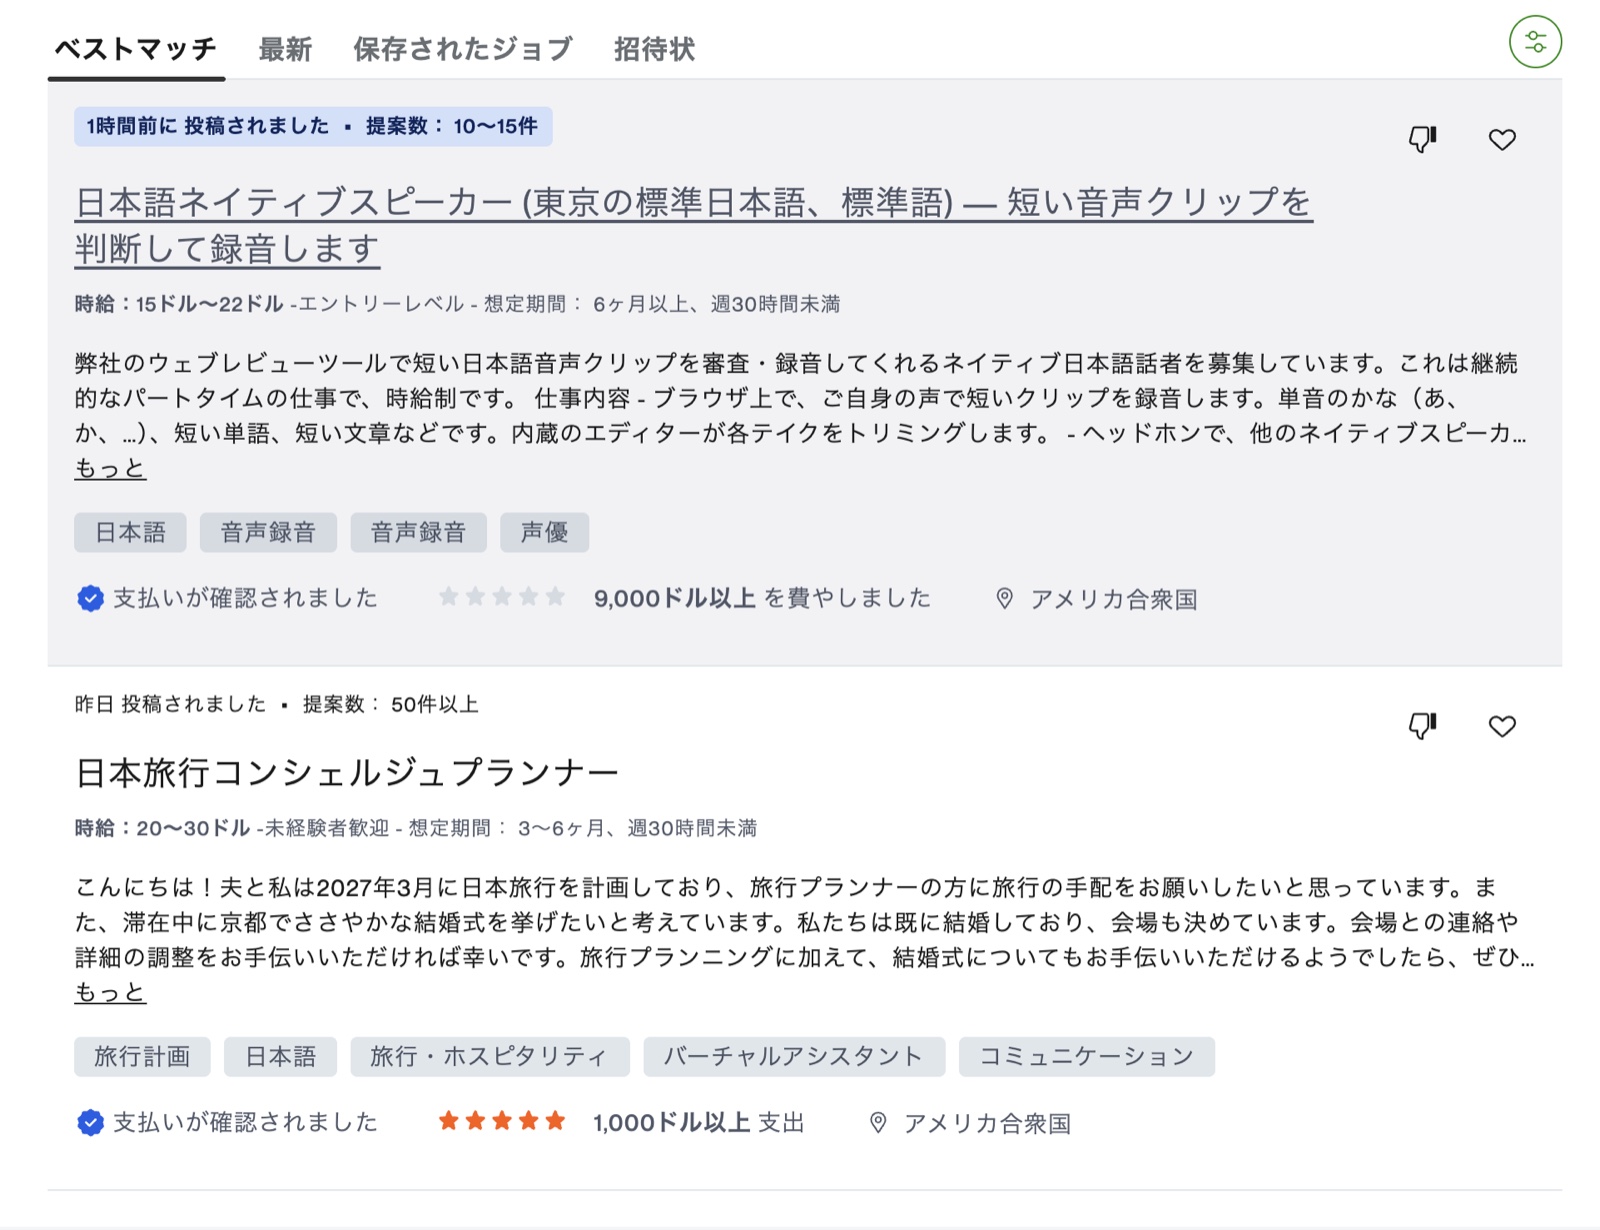 ベストマッチ 最新 保存されたジョブ 招待状
1時間前に 投稿されました ▪ 提案数： 10〜15件
日本語ネイティブスピーカー (東京の標準日本語、標準語) — 短い音声クリップを
判断して録音します
時給：15ドル〜22ドル -エントリーレベル - 想定期間： 6ヶ月以上、週30時間未満
弊社のウェブレビューツールで短い日本語音声クリップを審査・録音してくれるネイティブ日本語話者を募集しています。これは継続
的なパートタイムの仕事で、時給制です。 仕事内容 - ブラウザ上で、ご自身の声で短いクリップを録音します。単音のかな（あ、
か、...）、短い単語、短い文章などです。内蔵のエディターが各テイクをトリミングします。 - ヘッドホンで、他のネイティブスピーカ...
もっと
日本語 音声録音 音声録音 声優
支払いが確認されました 9,000ドル以上 を費やしました アメリカ合衆国
昨日 投稿されました ▪ 提案数： 50件以上
日本旅行コンシェルジュプランナー
時給：20〜30ドル -未経験者歓迎 - 想定期間： 3〜6ヶ月、週30時間未満
こんにちは！夫と私は2027年3月に日本旅行を計画しており、旅行プランナーの方に旅行の手配をお願いしたいと思っています。ま
た、滞在中に京都でささやかな結婚式を挙げたいと考えています。私たちは既に結婚しており、会場も決めています。会場との連絡や
詳細の調整をお手伝いいただければ幸いです。旅行プランニングに加えて、結婚式についてもお手伝いいただけるようでしたら、ぜひ...
もっと
旅行計画 日本語 旅行・ホスピタリティ バーチャルアシスタント コミュニケーション
支払いが確認されました 1,000ドル以上 支出 アメリカ合衆国